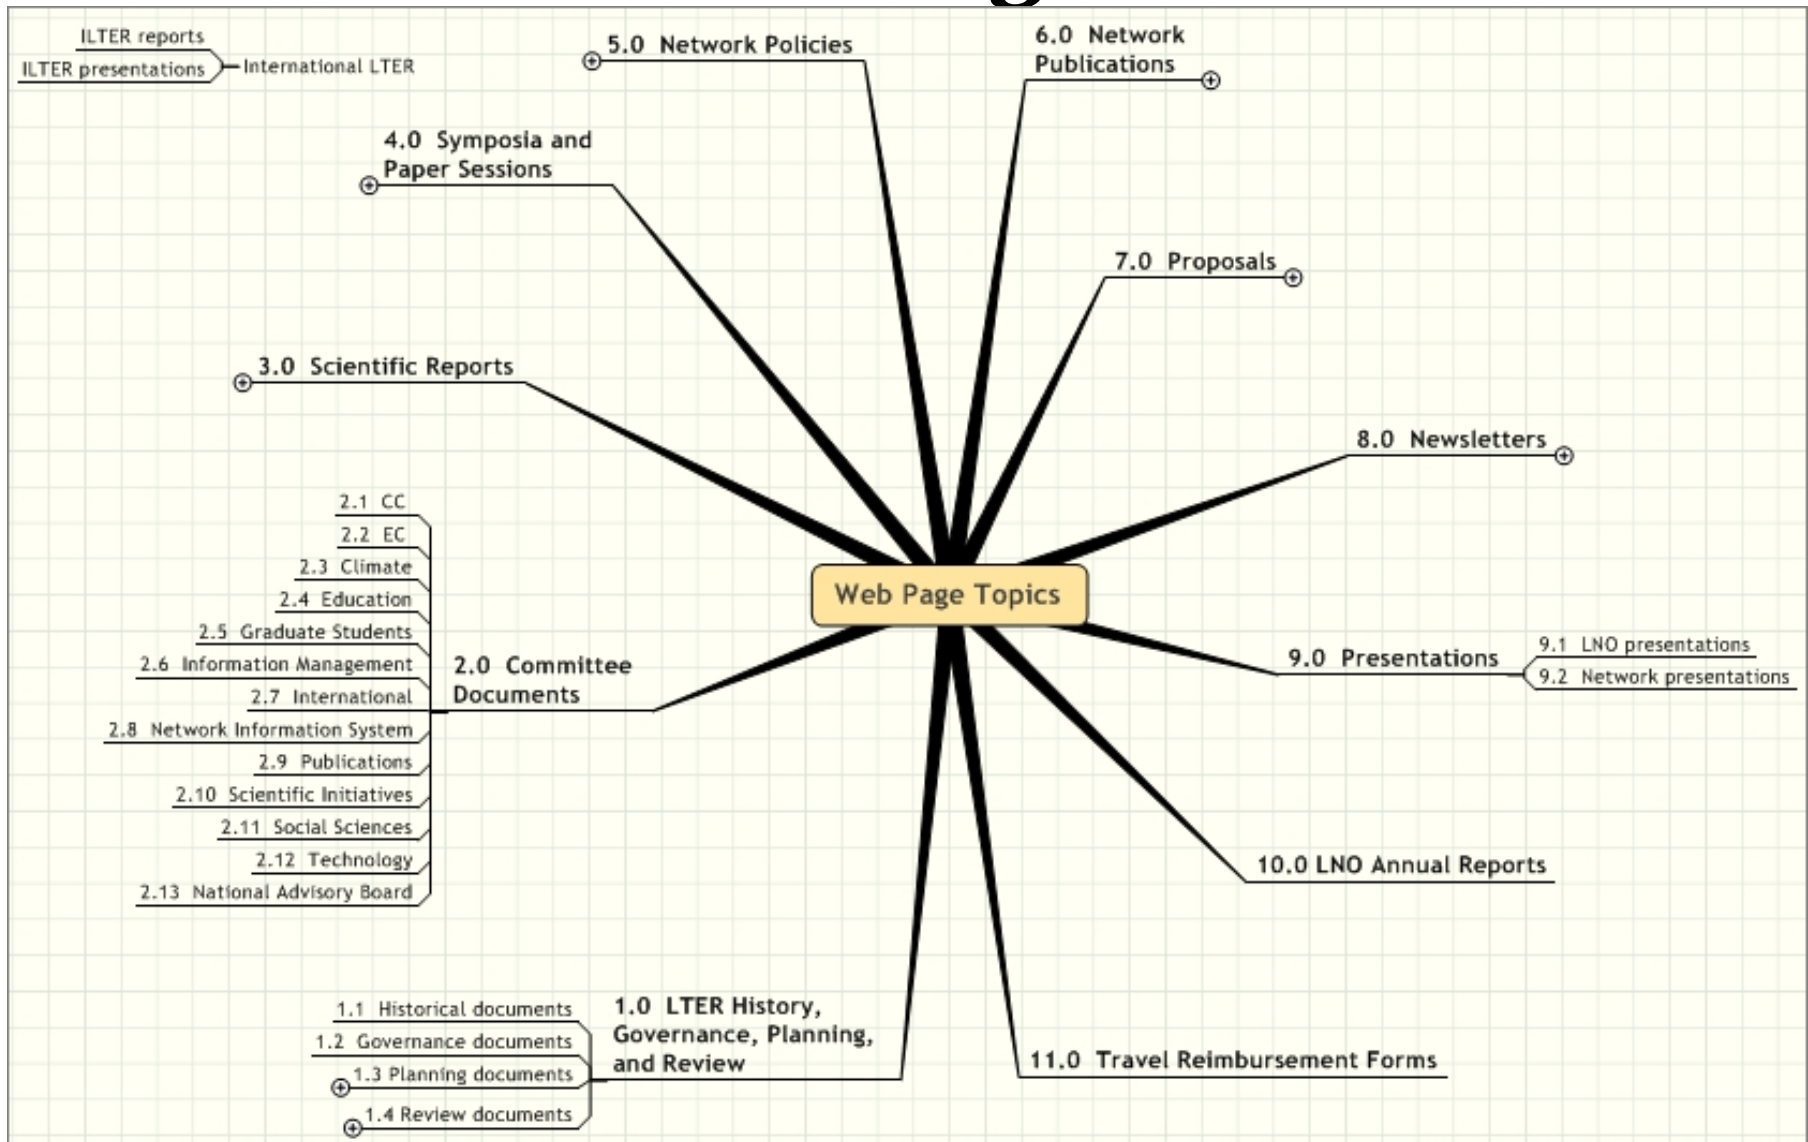 ILTER reports
ILTER presentations
International LTER
5.0 Network Policies
6.0 Network
Publications
4.0 Symposia and
Paper Sessions
7.0 Proposals
3.0 Scientific Reports
8.0 Newsletters
2.1 CC
2.2 EC
2.3 Climate
2.4 Education
2.5 Graduate Students
2.6 Information Management
2.7 International
2.8 Network Information System
2.9 Publications
2.10 Scientific Initiatives
2.11 Social Sciences
2.12 Technology
2.13 National Advisory Board
2.0 Committee
Documents
Web Page Topics
9.0 Presentations
9.1 LNO presentations
9.2 Network presentations
10.0 LNO Annual Reports
1.1 Historical documents
1.2 Governance documents
1.3 Planning documents
1.4 Review documents
1.0 LTER History,
Governance, Planning,
and Review
11.0 Travel Reimbursement Forms